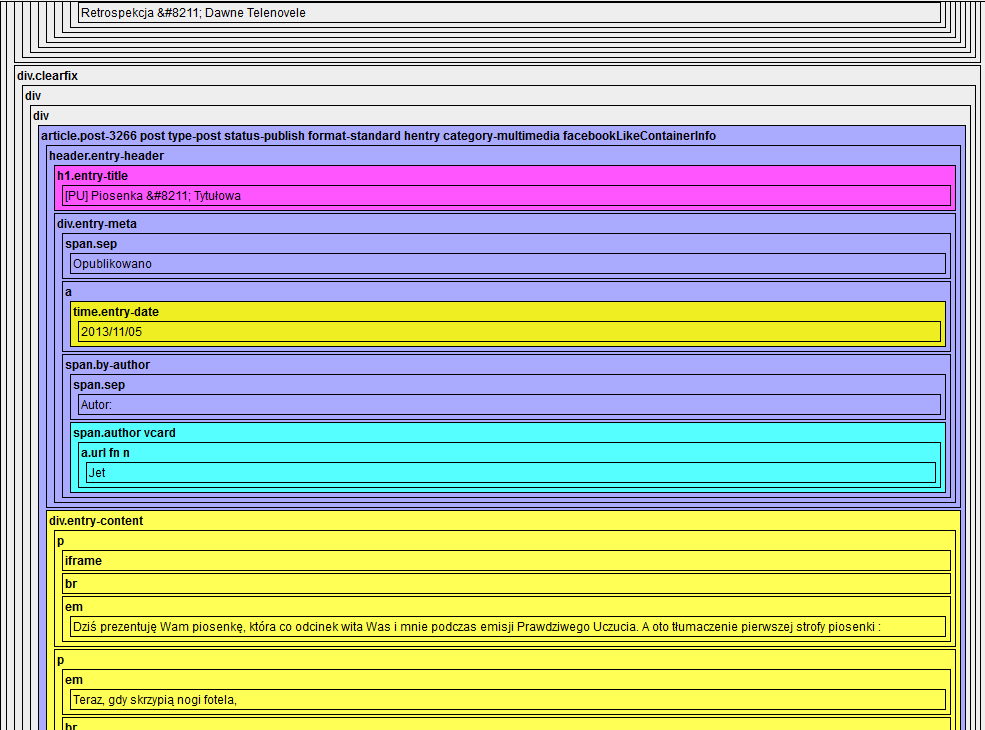 Retrospekcja &#8211; Dawne Telenovele
div.clearfix
div
div
article.post-3266 post type-post status-publish format-standard hentry category-multimedia facebookLikeContainerInfo
header.entry-header
h1.entry-title
[PU] Piosenka &#8211; Tytułowa
div.entry-meta
span.sep
Opublikowano
a
time.entry-date
2013/11/05
span.by-author
span.sep
Autor:
span.author vcard
a.url fn n
Jet
div.entry-content
p
iframe
br
em
Dziś prezentuję Wam piosenkę, która co odcinek wita Was i mnie podczas emisji Prawdziwego Uczucia. A oto tłumaczenie pierwszej strofy piosenki :
p
em
Teraz, gdy skrzypią nogi fotela,
br